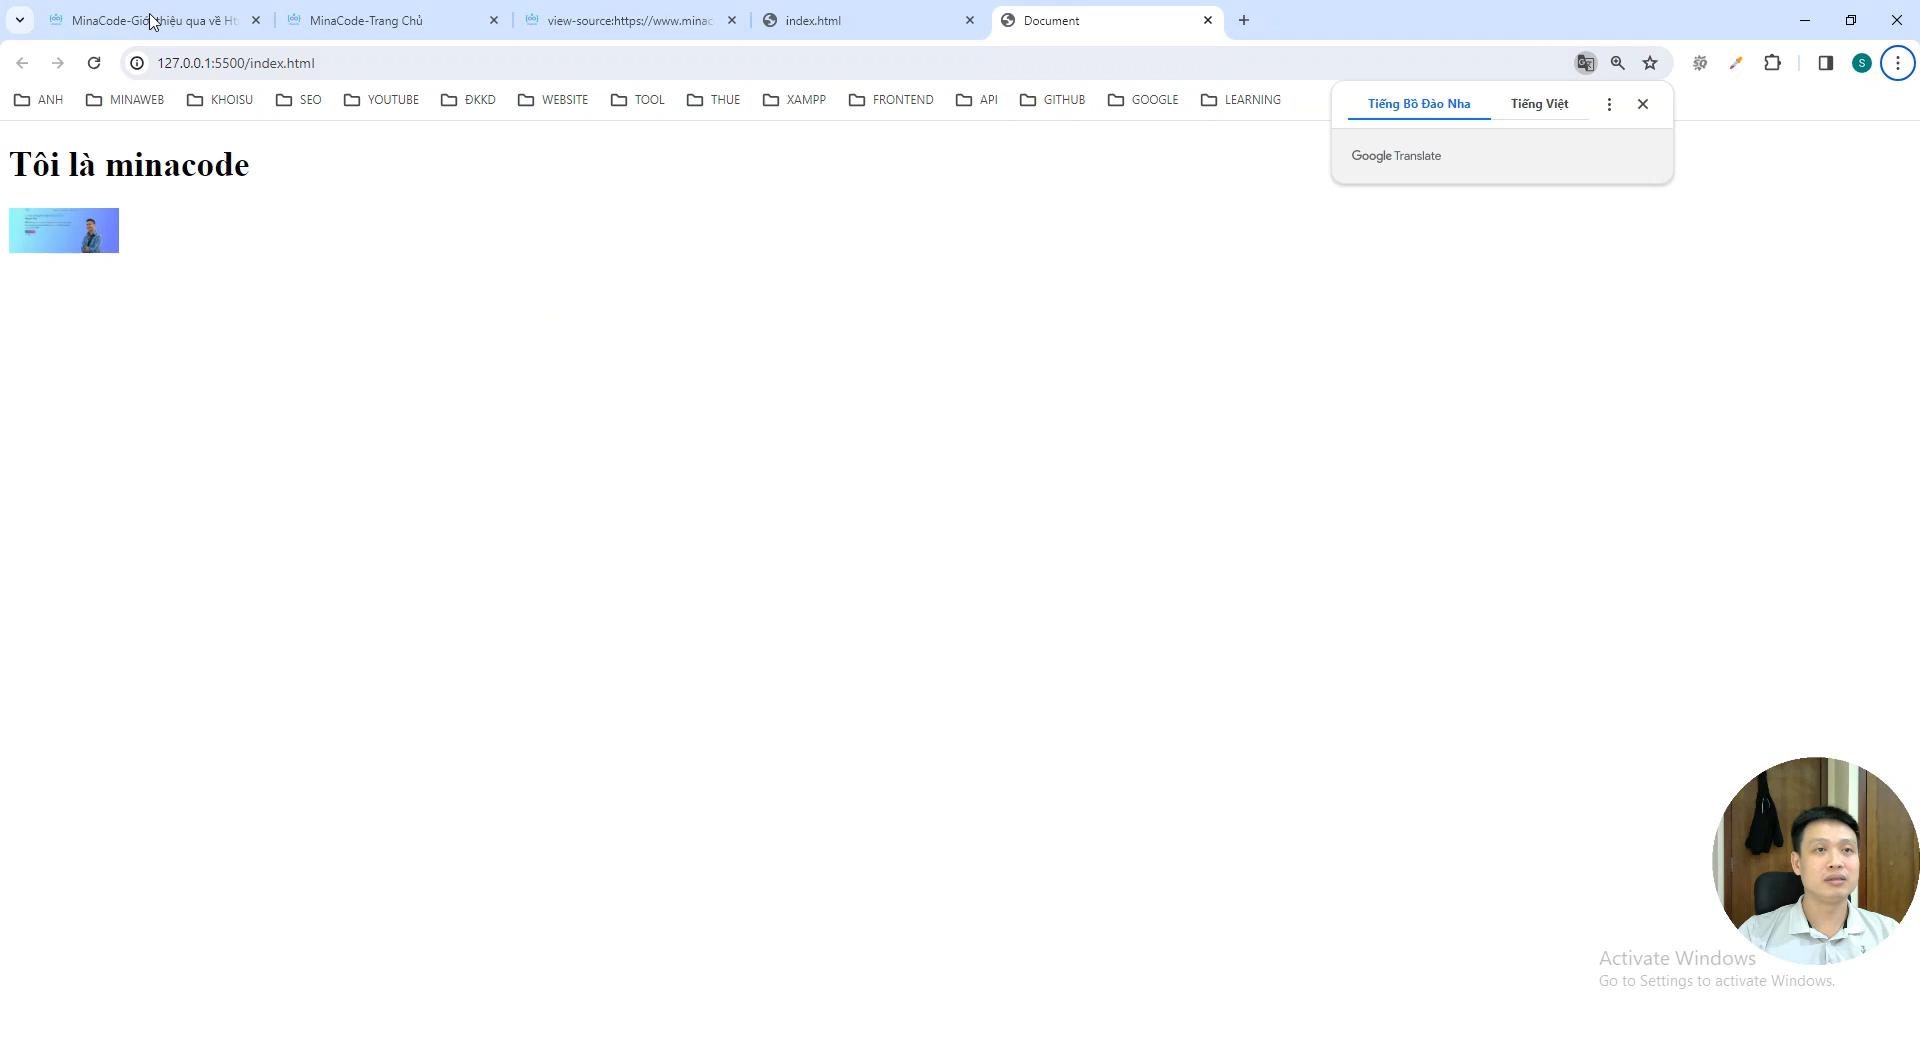 MinaCode-Giới thiệu qua về Ht
MinaCode-Trang Chủ
view-source:https://www.minac
index.html
Document
127.0.0.1:5500/index.html
S
ANH
MINAWEB
KHOISU
SEO
YOUTUBE
ĐKKD
WEBSITE
TOOL
THUE
XAMPP
FRONTEND
API
GITHUB
GOOGLE
LEARNING
Tiếng Bồ Đào Nha
Tiếng Việt
Google Translate
Tôi là minacode
Activate Windows
Go to Settings to activate Windows.